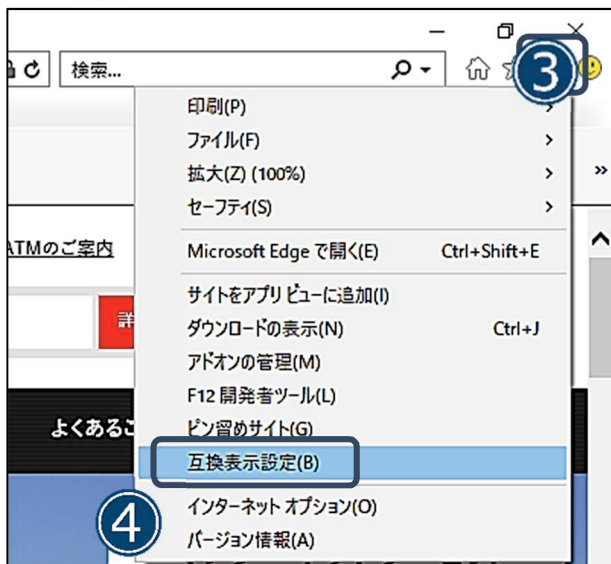 検索...
3
印刷(P)
ファイル(F)
拡大(Z) (100%)
セーフティ(S)
ATMのご案内
Microsoft Edge で開く(E) Ctrl+Shift+E
サイトをアプリ ビューに追加(I)
詳
ダウンロードの表示(N) Ctrl+J
アドオンの管理(M)
F12 開発者ツール(L)
よくあるご
ピン留めサイト(G)
互換表示設定(B)
4
インターネット オプション(O)
バージョン情報(A)